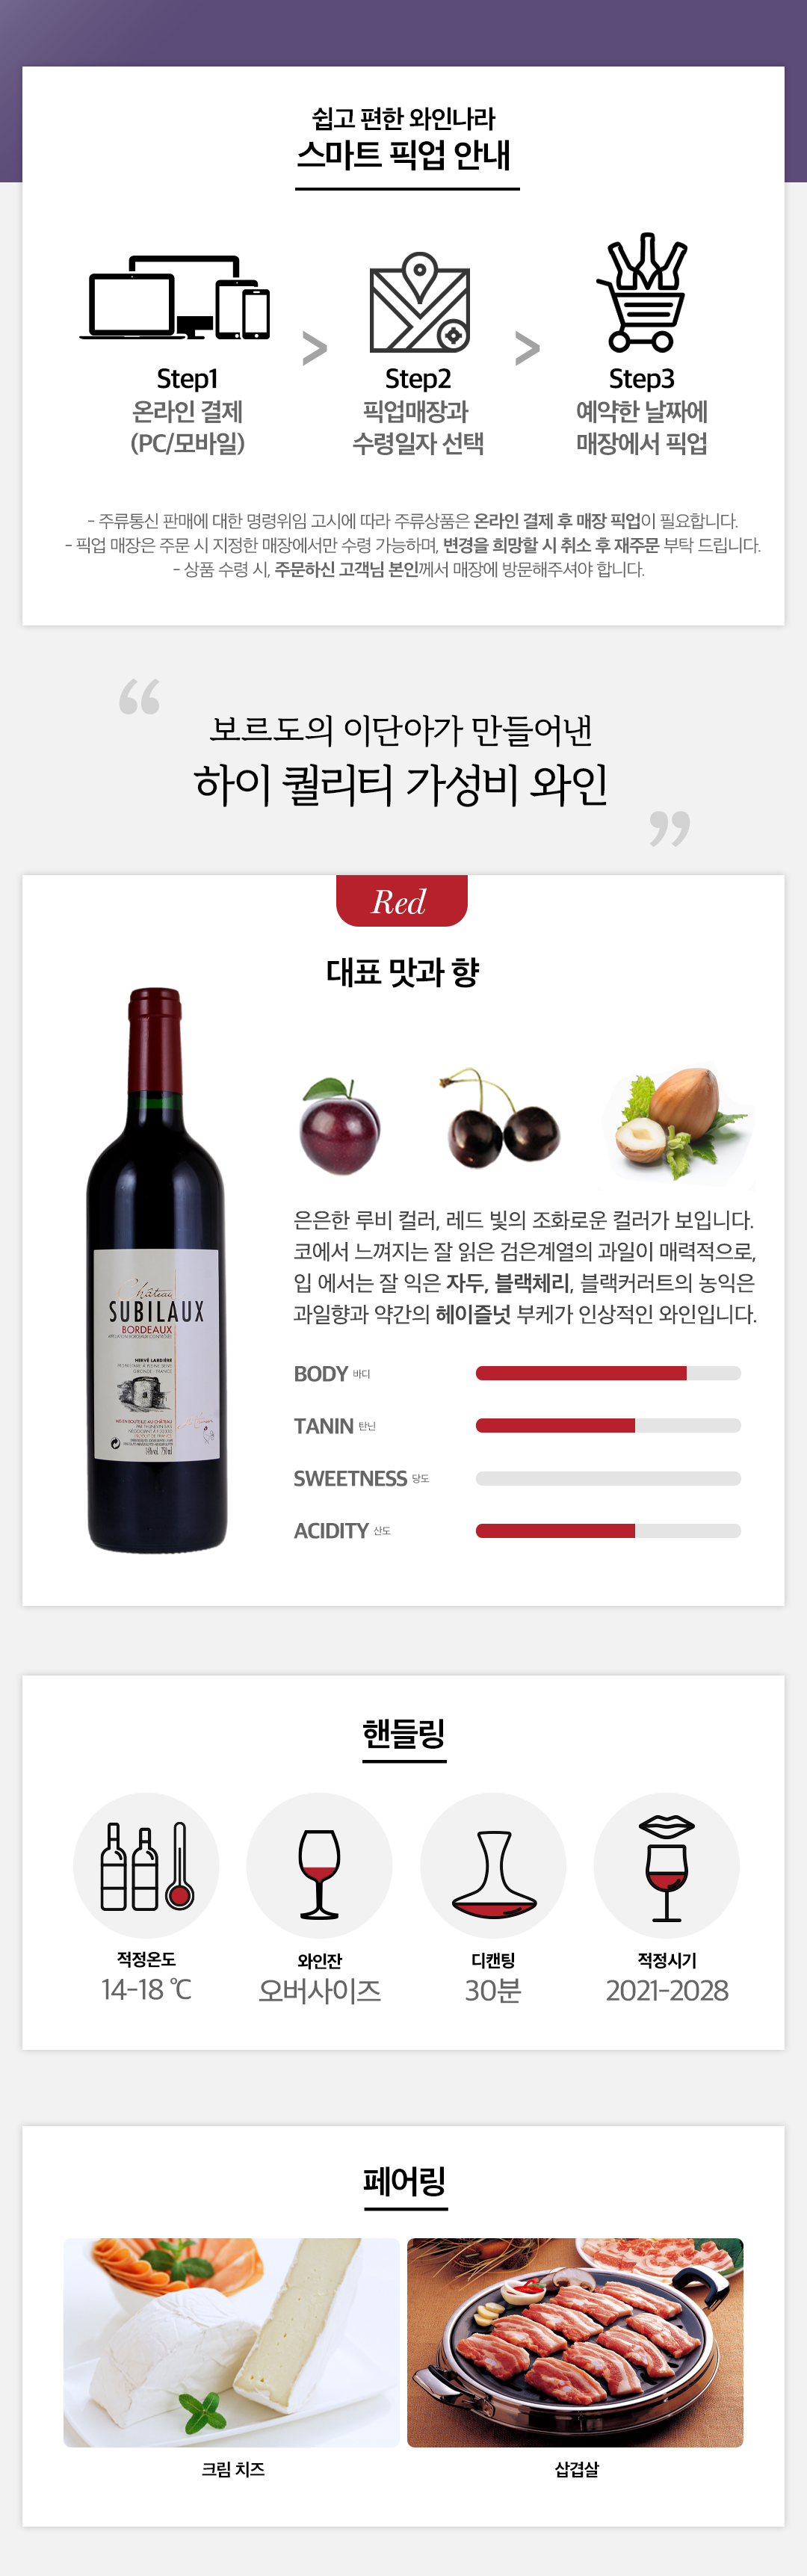 쉽고 편한 와인나라
스마트 픽업 안내
Step1
온라인 결제
(PC/모바일)
>
Step2
픽업매장과
수령일자 선택
>
Step3
예약한 날짜에
매장에서 픽업
- 주류통신 판매에 대한 명령위임 고시에 따라 주류상품은 온라인 결제 후 매장 픽업이 필요합니다.
- 픽업 매장은 주문 시 지정한 매장에서만 수령 가능하며, 변경을 희망할 시 취소 후 재주문 부탁 드립니다.
- 상품 수령 시, 주문하신 고객님 본인께서 매장에 방문해주셔야 합니다.
“
보르도의 이단아가 만들어낸
하이 퀄리티 가성비 와인
”
Red
대표 맛과 향
Château
SUBILAUX
BORDEAUX
APPELLATION BORDEAUX CONTRÔLÉE
HERVÉ LARDIÈRE
은은한 루비 컬러, 레드 빛의 조화로운 컬러가 보입니다.
코에서 느껴지는 잘 읽은 검은계열의 과일이 매력적으로,
입 에서는 잘 익은 자두, 블랙체리, 블랙커러트의 농익은
과일향과 약간의 헤이즐넛 부케가 인상적인 와인입니다.
BODY 바디
TANIN 탄닌
SWEETNESS 당도
ACIDITY 산도
핸들링
적정온도
14-18 ℃
와인잔
오버사이즈
디캔팅
30분
적정시기
2021-2028
페어링
크림 치즈
삼겹살